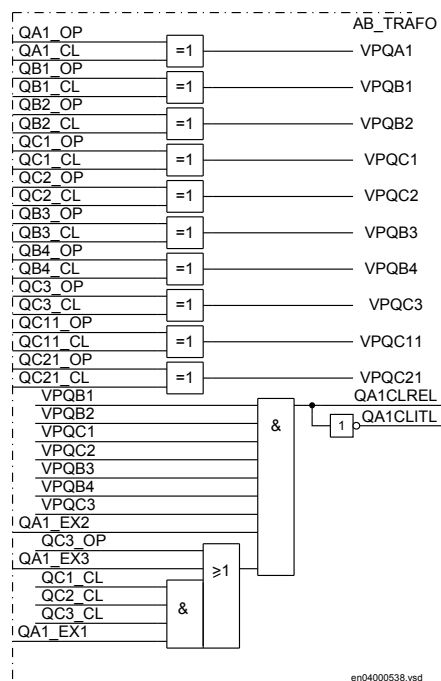 AB_TRAFO
QA1_OP
QA1_CL
=1
VPQA1
QB1_OP
QB1_CL
=1
VPQB1
QB2_OP
QB2_CL
=1
VPQB2
QC1_OP
QC1_CL
=1
VPQC1
QC2_OP
QC2_CL
=1
VPQC2
QB3_OP
QB3_CL
=1
VPQB3
QB4_OP
QB4_CL
=1
VPQB4
QC3_OP
QC3_CL
=1
VPQC3
QC11_OP
QC11_CL
=1
VPQC11
QC21_OP
QC21_CL
=1
VPQC21
VPQB1
VPQB2
VPQC1
VPQC2
VPQB3
VPQB4
VPQC3
QA1_EX2
&
QA1CLREL
1
QA1CLITL
QC3_OP
QA1_EX3
≥1
QC1_CL
QC2_CL
QC3_CL
QA1_EX1
&
en04000538.vsd